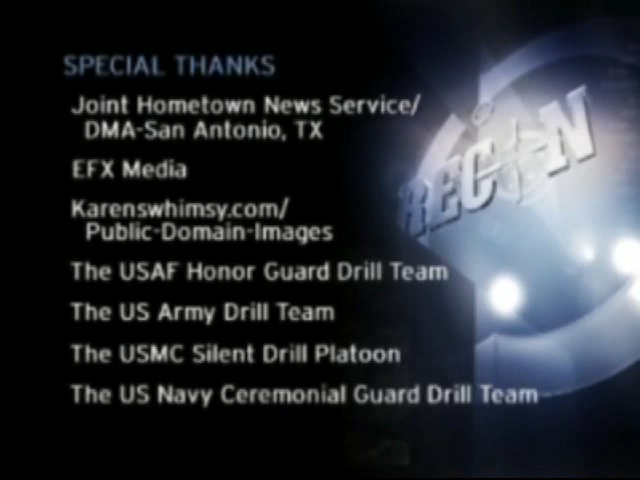 SPECIAL THANKS
Joint Hometown News Service/
DMA-San Antonio, TX
EFX Media
Karenswhimsy.com/
Public-Domain-Images
The USAF Honor Guard Drill Team
The US Army Drill Team
The USMC Silent Drill Platoon
The US Navy Ceremonial Guard Drill Team
RECON